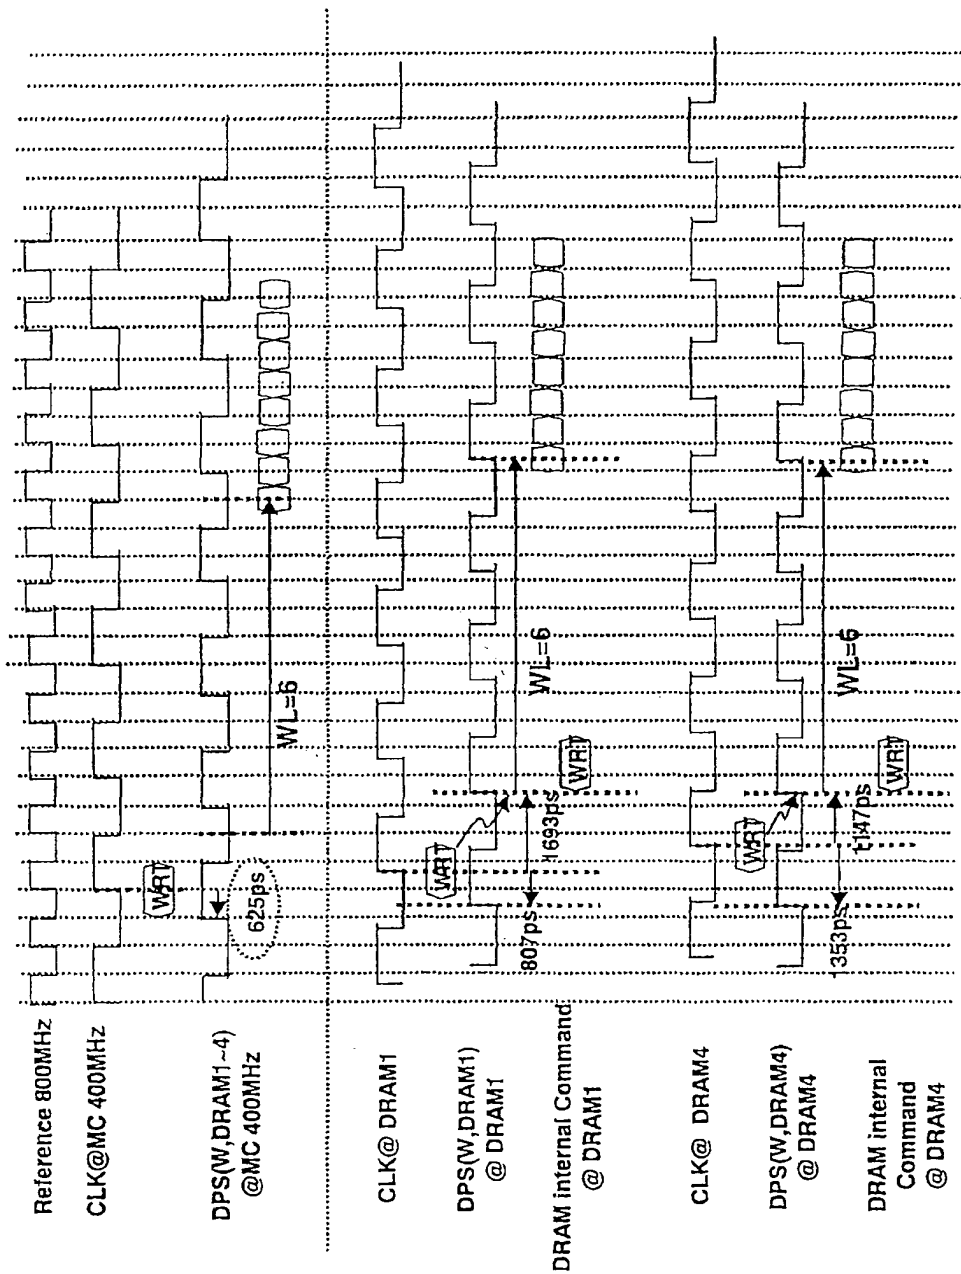 Reference 800MHz
CLK@MC 400MHz
WRT
DPS(W,DRAM1~4)
@MC 400MHz
625ps
WL=6
CLK@ DRAM1
DPS(W,DRAM1)
@ DRAM1
WRT
807ps
1693ps
WL=6
DRAM internal Command
@ DRAM1
WRT
CLK@ DRAM4
DPS(W,DRAM4)
@ DRAM4
WRT
1353ps
1147ps
WL=6
DRAM internal
Command
@ DRAM4
WRT